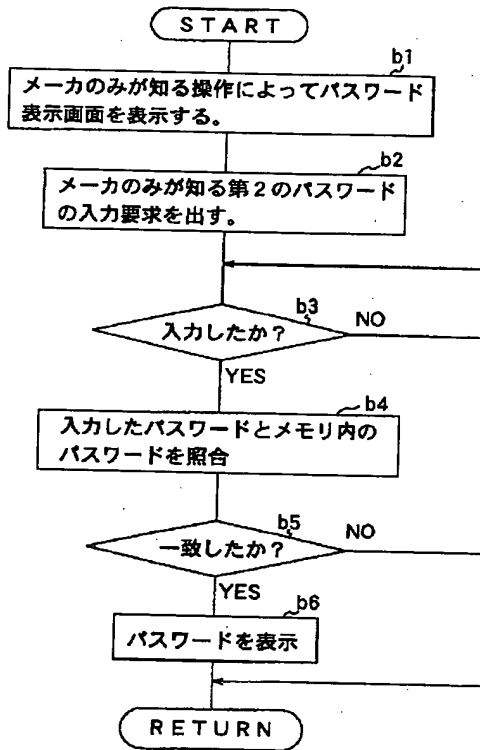 START
b1
メーカのみが知る操作によってパスワード
表示画面を表示する。
b2
メーカのみが知る第2のパスワード
の入力要求を出す。
b3
入力したか？
NO
YES
b4
入力したパスワードとメモリ内の
パスワードを照合
b5
一致したか？
NO
YES
b6
パスワードを表示
RETURN